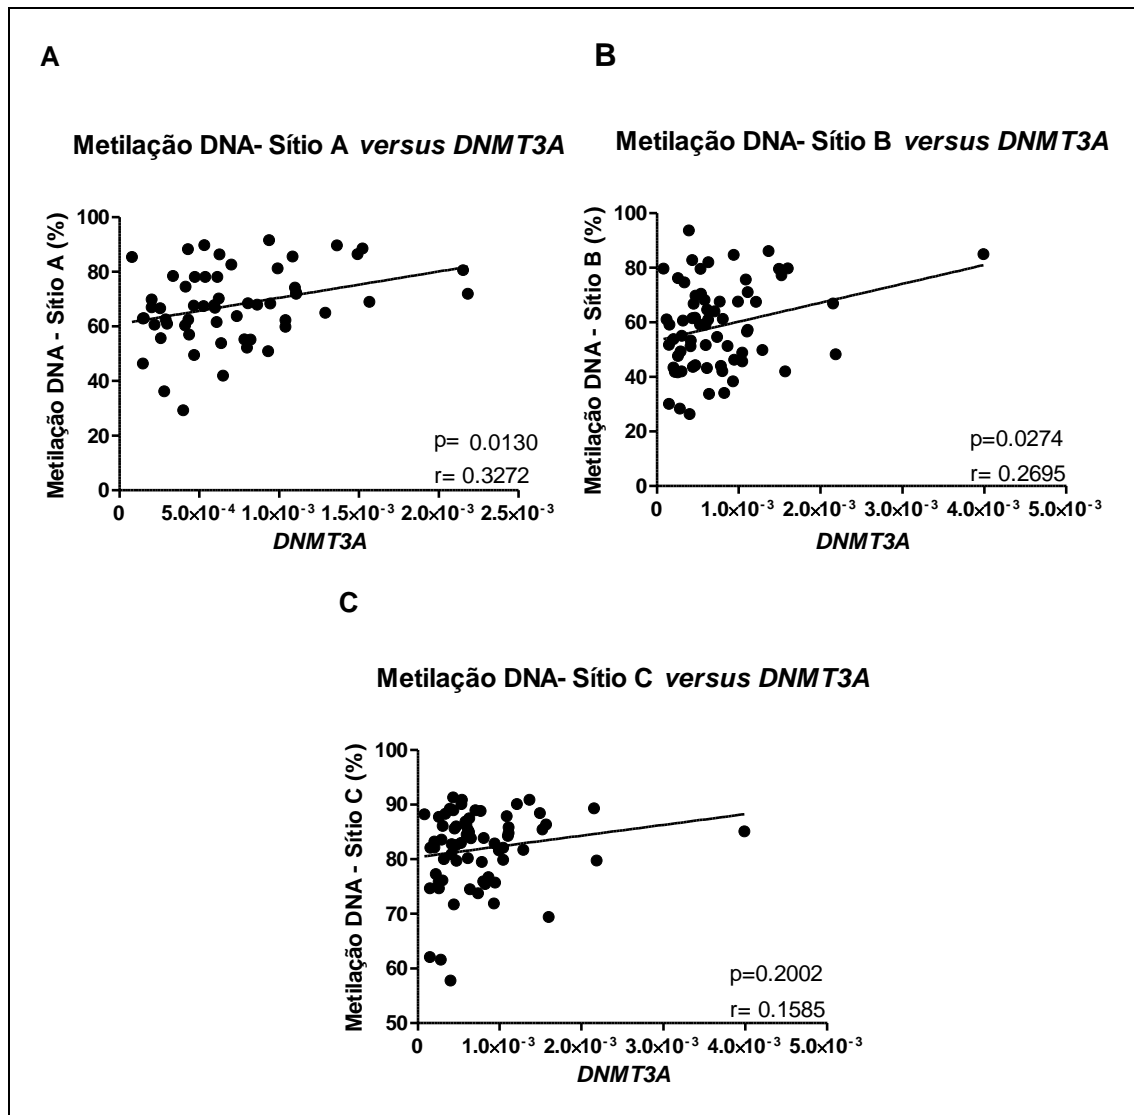 A
Metilação DNA- Sítio A versus DNMT3A
Metilação DNA - Sítio A (%)
100
80
60
40
20
0
p= 0.0130
r= 0.3272
0 5.0×10⁻⁴ 1.0×10⁻³ 1.5×10⁻³ 2.0×10⁻³ 2.5×10⁻³
DNMT3A
B
Metilação DNA- Sítio B versus DNMT3A
Metilação DNA - Sítio B (%)
100
80
60
40
20
0
p=0.0274
r= 0.2695
0 1.0×10⁻³ 2.0×10⁻³ 3.0×10⁻³ 4.0×10⁻³ 5.0×10⁻³
DNMT3A
C
Metilação DNA- Sítio C versus DNMT3A
Metilação DNA - Sítio C (%)
100
90
80
70
60
50
p=0.2002
r= 0.1585
0 1.0×10⁻³ 2.0×10⁻³ 3.0×10⁻³ 4.0×10⁻³ 5.0×10⁻³
DNMT3A